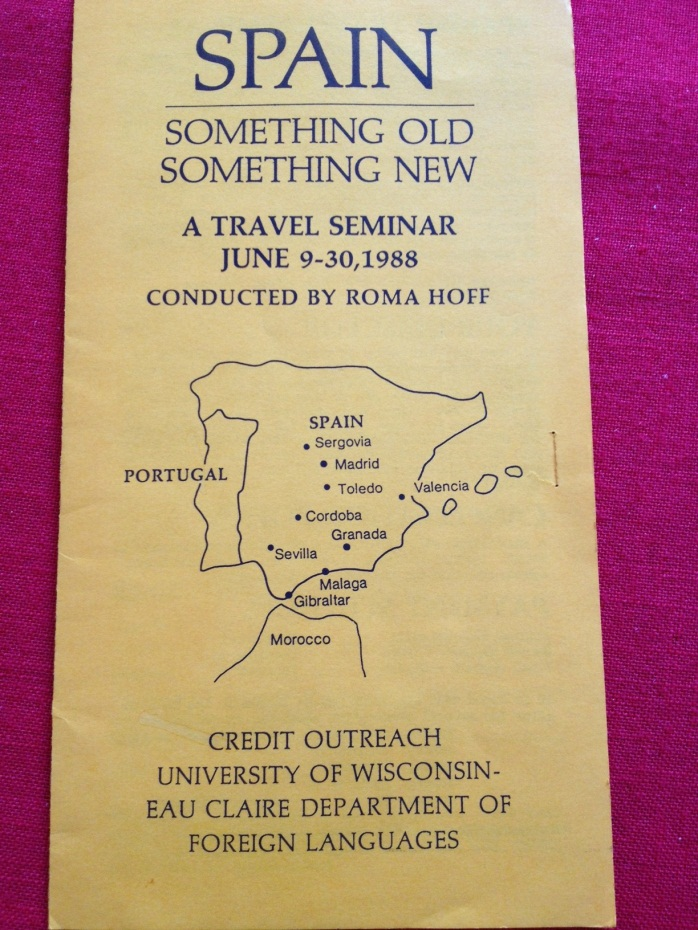 SPAIN
SOMETHING OLD
SOMETHING NEW
A TRAVEL SEMINAR
JUNE 9-30,1988
CONDUCTED BY ROMA HOFF
SPAIN
Sergovia
PORTUGAL
Madrid
Toledo
Valencia
Cordoba
Granada
Sevilla
Malaga
Gibraltar
Morocco
CREDIT OUTREACH
UNIVERSITY OF WISCONSIN-
EAU CLAIRE DEPARTMENT OF
FOREIGN LANGUAGES